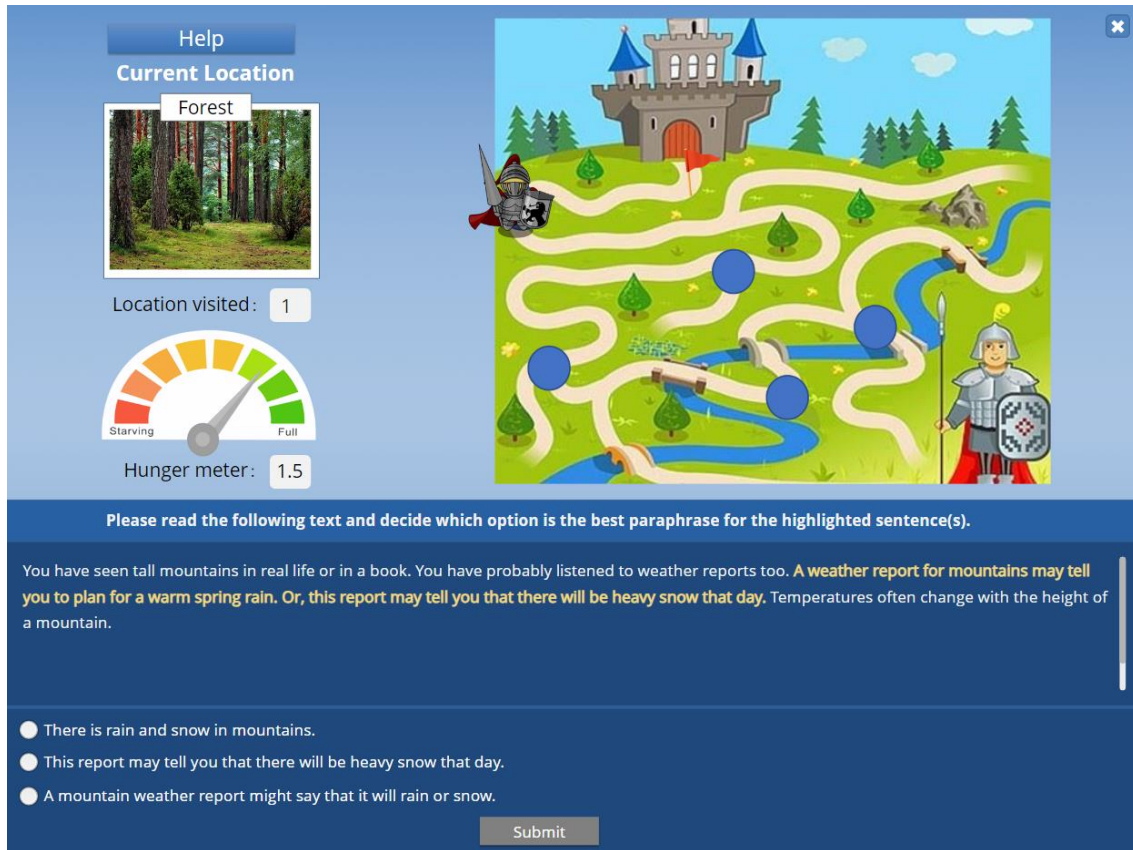 Help
Current Location
Forest
Location visited: 1
Starving
Full
Hunger meter: 1.5
Please read the following text and decide which option is the best paraphrase for the highlighted sentence(s).
You have seen tall mountains in real life or in a book. You have probably listened to weather reports too. A weather report for mountains may tell
you to plan for a warm spring rain. Or, this report may tell you that there will be heavy snow that day. Temperatures often change with the height of
a mountain.
There is rain and snow in mountains.
This report may tell you that there will be heavy snow that day.
A mountain weather report might say that it will rain or snow.
Submit